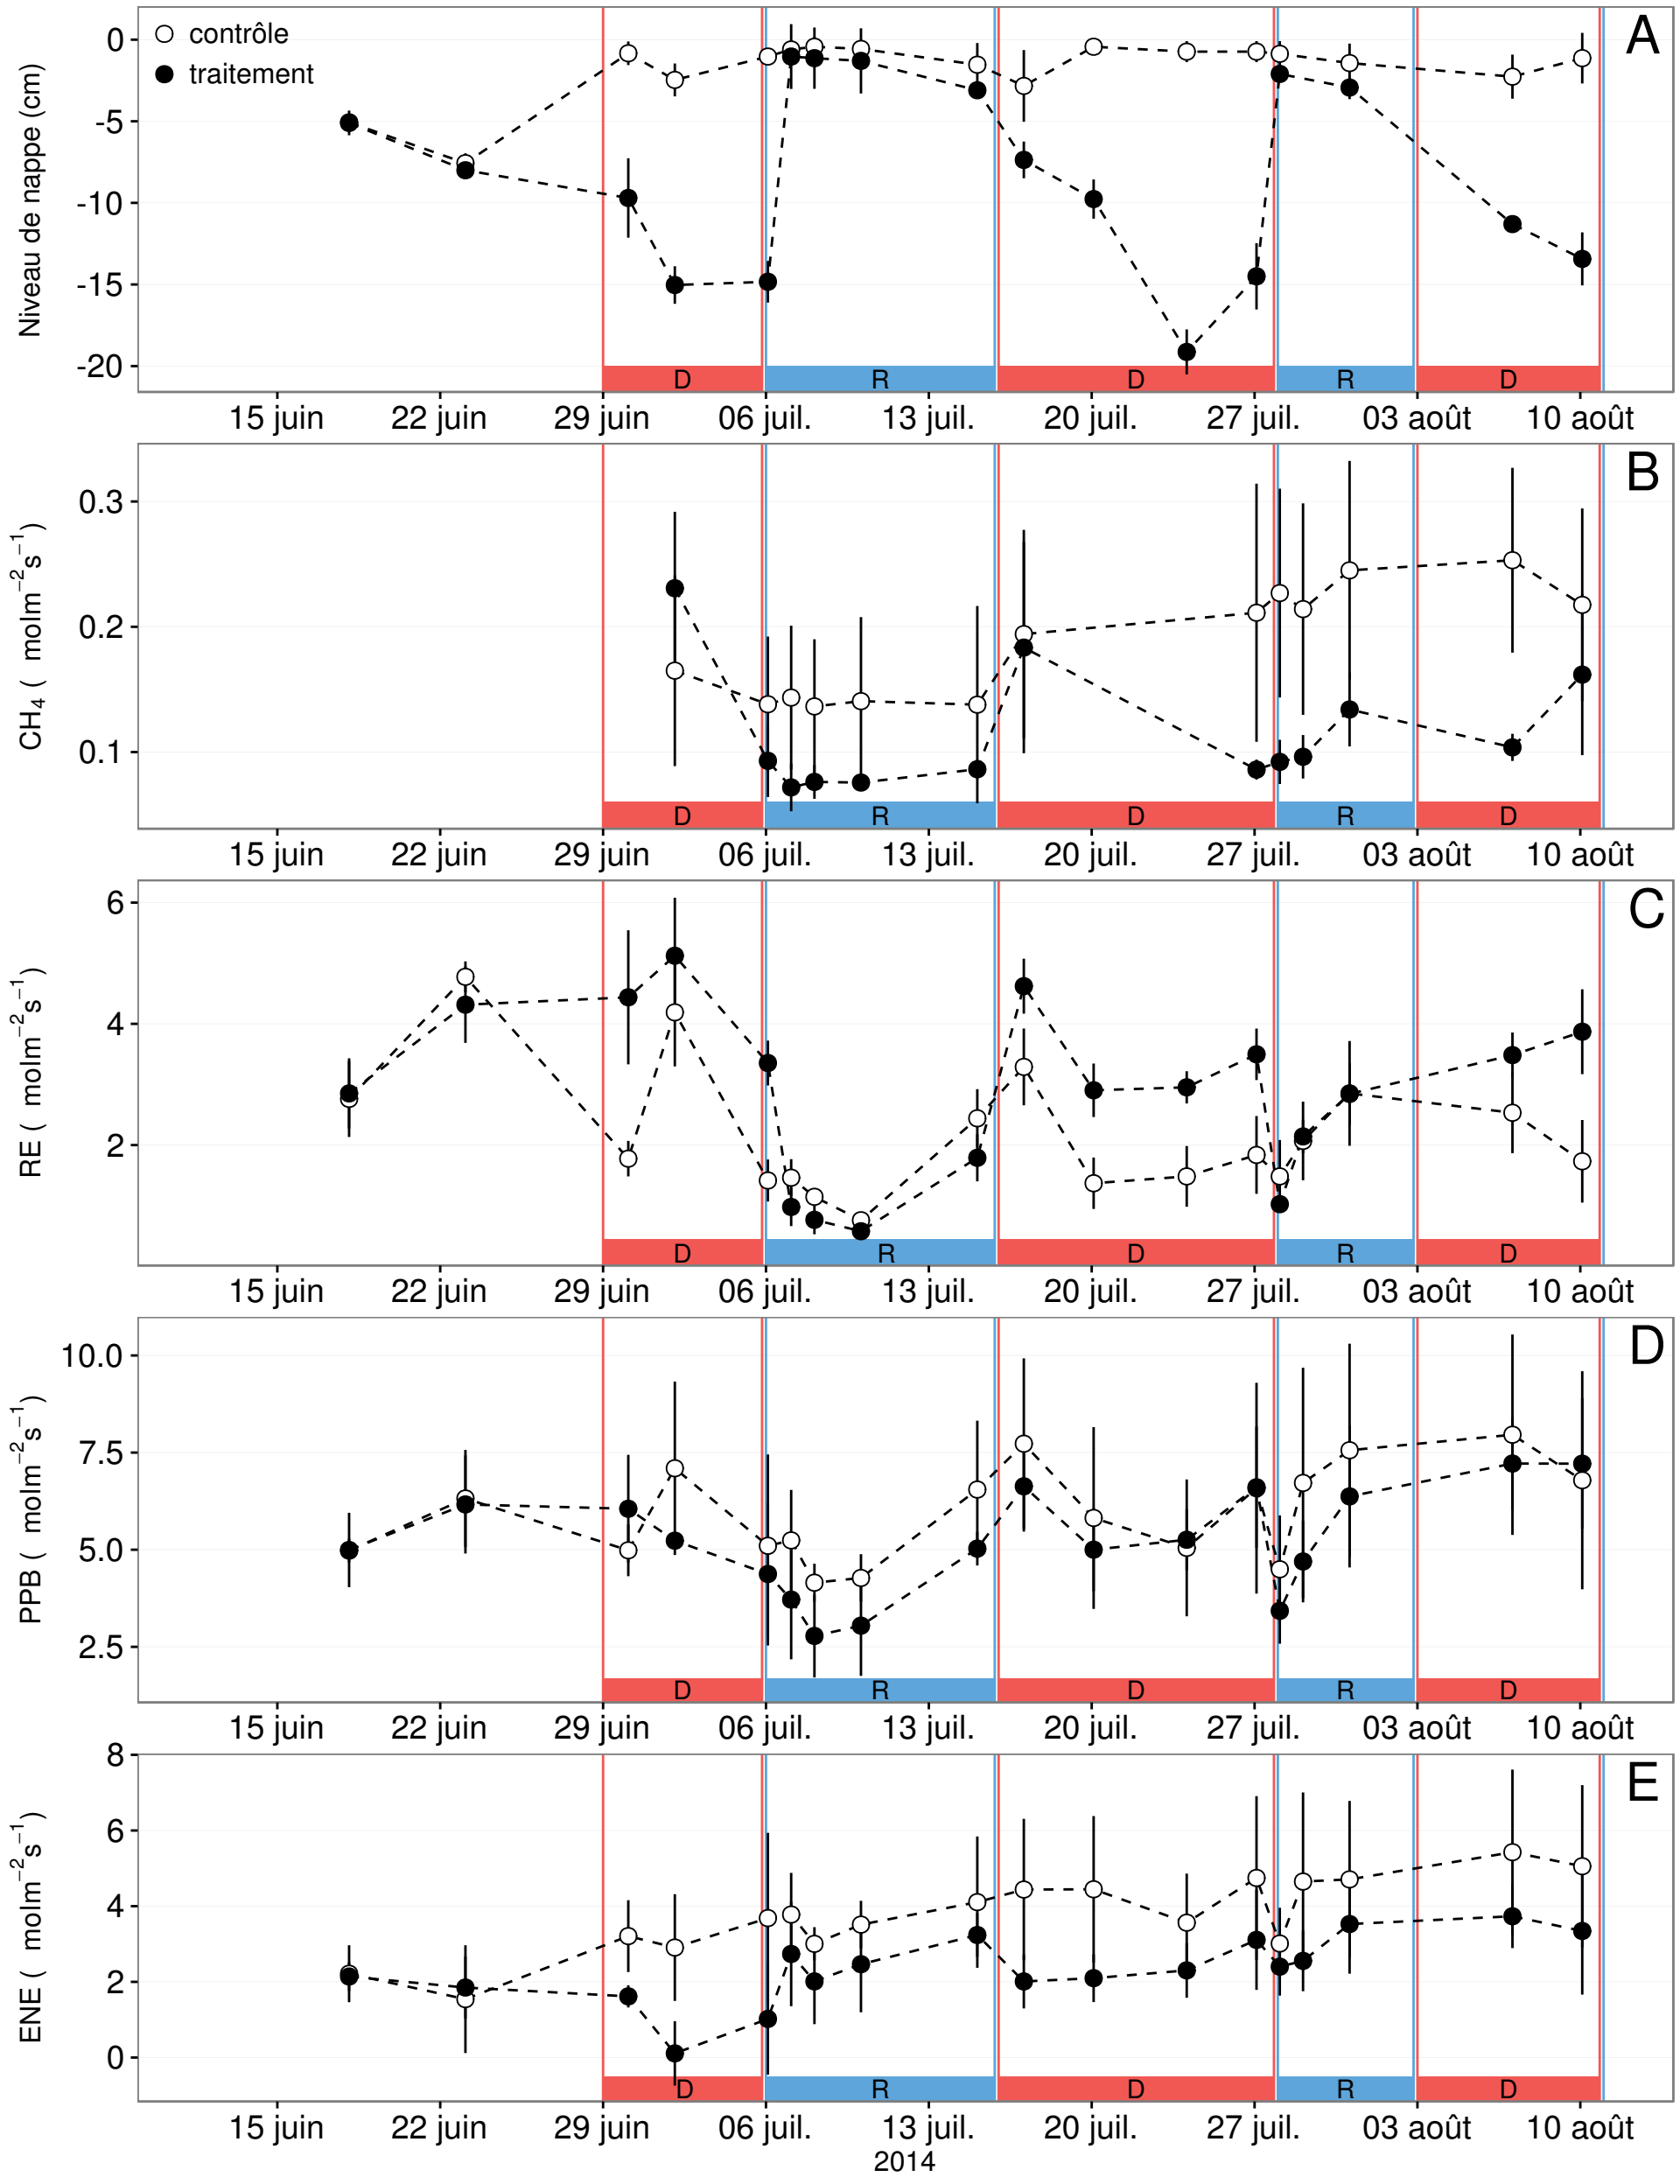 A
contrôle
traitement
Niveau de nappe (cm)
0
-5
-10
-15
-20
D R D R D
15 juin 22 juin 29 juin 06 juil. 13 juil. 20 juil. 27 juil. 03 août 10 août
B
CH₄ ( molm⁻²s⁻¹)
0.3
0.2
0.1
D R D R D
15 juin 22 juin 29 juin 06 juil. 13 juil. 20 juil. 27 juil. 03 août 10 août
C
RE ( molm⁻²s⁻¹)
6
4
2
D R D R D
15 juin 22 juin 29 juin 06 juil. 13 juil. 20 juil. 27 juil. 03 août 10 août
D
PPB ( molm⁻²s⁻¹)
10.0
7.5
5.0
2.5
D R D R D
15 juin 22 juin 29 juin 06 juil. 13 juil. 20 juil. 27 juil. 03 août 10 août
E
ENE ( molm⁻²s⁻¹)
8
6
4
2
0
D R D R D
15 juin 22 juin 29 juin 06 juil. 13 juil. 20 juil. 27 juil. 03 août 10 août
2014